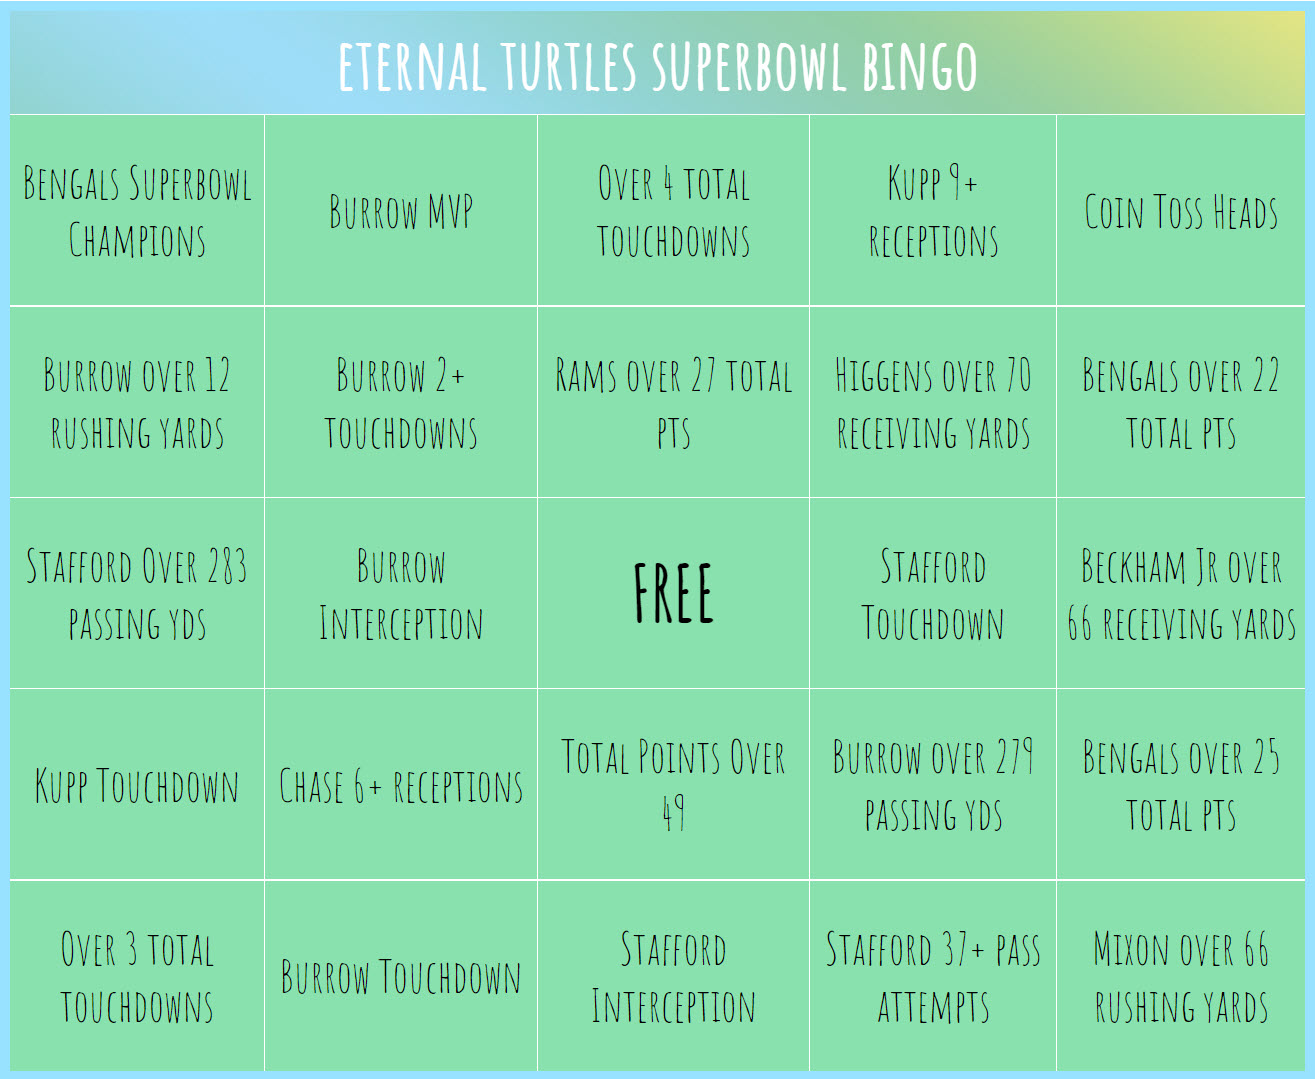 ETERNAL TURTLES SUPERBOWL BINGO
Bengals Superbowl
Champions
Burrow MVP
Over 4 total
touchdowns
Kupp 9+
receptions
Coin Toss Heads
Burrow over 12
rushing yards
Burrow 2+
touchdowns
Rams over 27 total
pts
Higgens over 70
receiving yards
Bengals over 22
total pts
Stafford Over 283
passing yds
Burrow
Interception
FREE
Stafford
Touchdown
Beckham Jr over
66 receiving yards
Kupp Touchdown
Chase 6+ receptions
Total Points Over
49
Burrow over 279
passing yds
Bengals over 25
total pts
Over 3 total
touchdowns
Burrow Touchdown
Stafford
Interception
Stafford 37+ pass
attempts
Mixon over 66
rushing yards